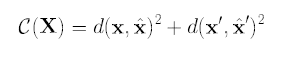 𝒞(𝐗) = d(𝐱, 𝐱̂)² + d(𝐱′, 𝐱̂′)²